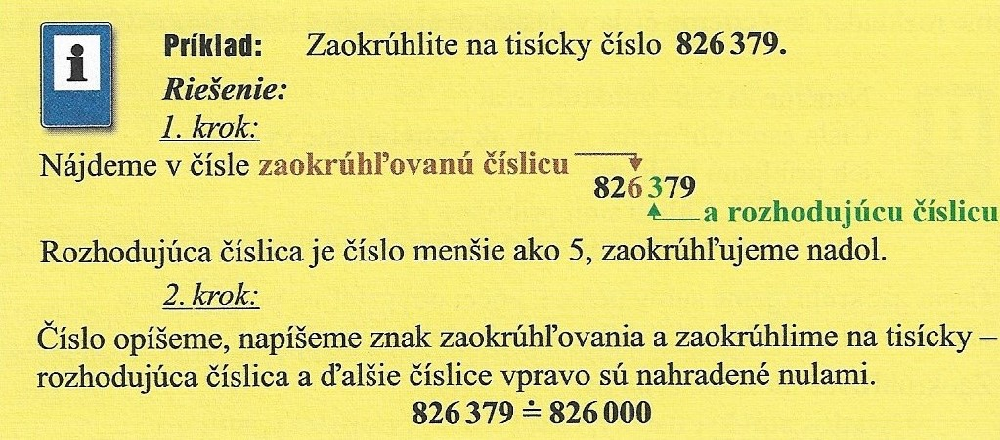 i
Príklad: Zaokrúhlite na tisícky číslo 826 379.
Riešenie:
1. krok:
Nájdeme v čísle zaokrúhľovanú číslicu
826 379
a rozhodujúcu číslicu
Rozhodujúca číslica je číslo menšie ako 5, zaokrúhľujeme nadol.
2. krok:
Číslo opíšeme, napíšeme znak zaokrúhľovania a zaokrúhlime na tisícky –
rozhodujúca číslica a ďalšie číslice vpravo sú nahradené nulami.
826 379 ≐ 826 000